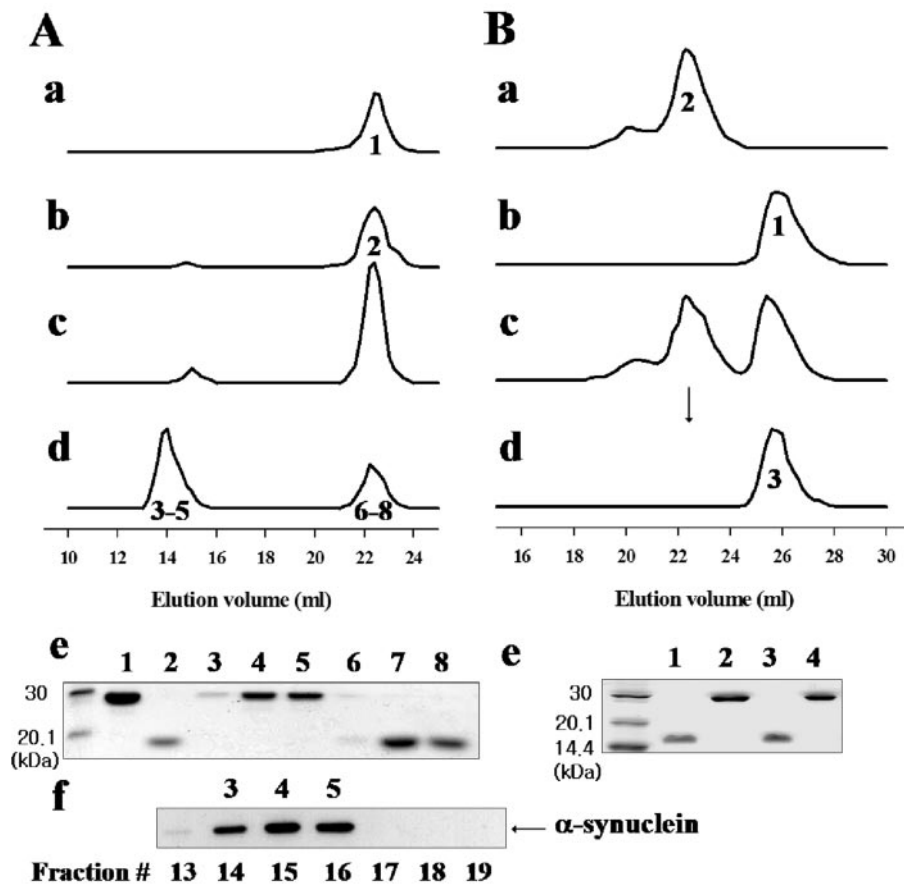 A B
a a
1 2
b b
2 1
c c
d d
3-5 6-8 3
10 12 14 16 18 20 22 24 16 18 20 22 24 26 28 30
Elution volume (ml) Elution volume (ml)
e 1 2 3 4 5 6 7 8 e 1 2 3 4
30 30
20.1 20.1
(kDa) 14.4
(kDa)
f 3 4 5
α-synuclein
Fraction # 13 14 15 16 17 18 19